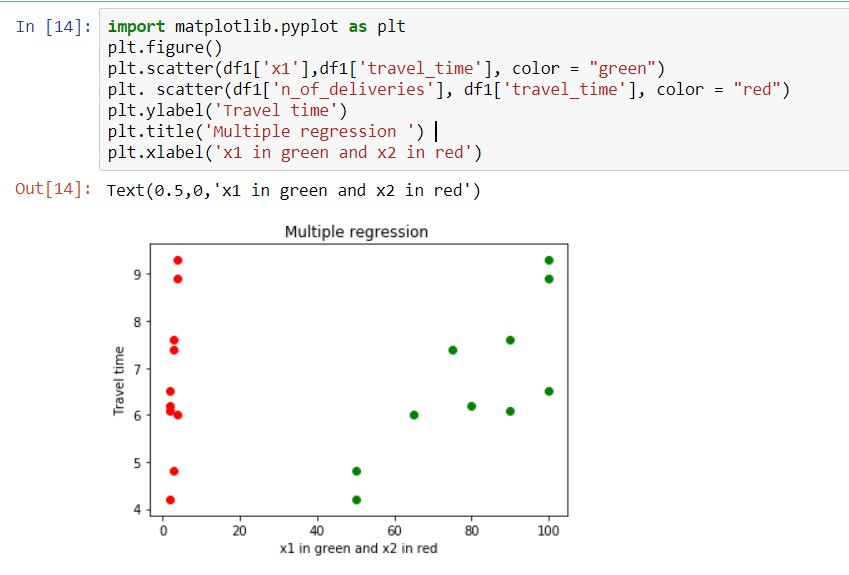 In [14]: import matplotlib.pyplot as plt
plt.figure()
plt.scatter(df1['x1'],df1['travel_time'], color = "green")
plt. scatter(df1['n_of_deliveries'], df1['travel_time'], color = "red")
plt.ylabel('Travel time')
plt.title('Multiple regression ')
plt.xlabel('x1 in green and x2 in red')
Out[14]: Text(0.5,0,'x1 in green and x2 in red')
Multiple regression
Travel time
9
8
7
6
5
4
0 20 40 60 80 100
x1 in green and x2 in red